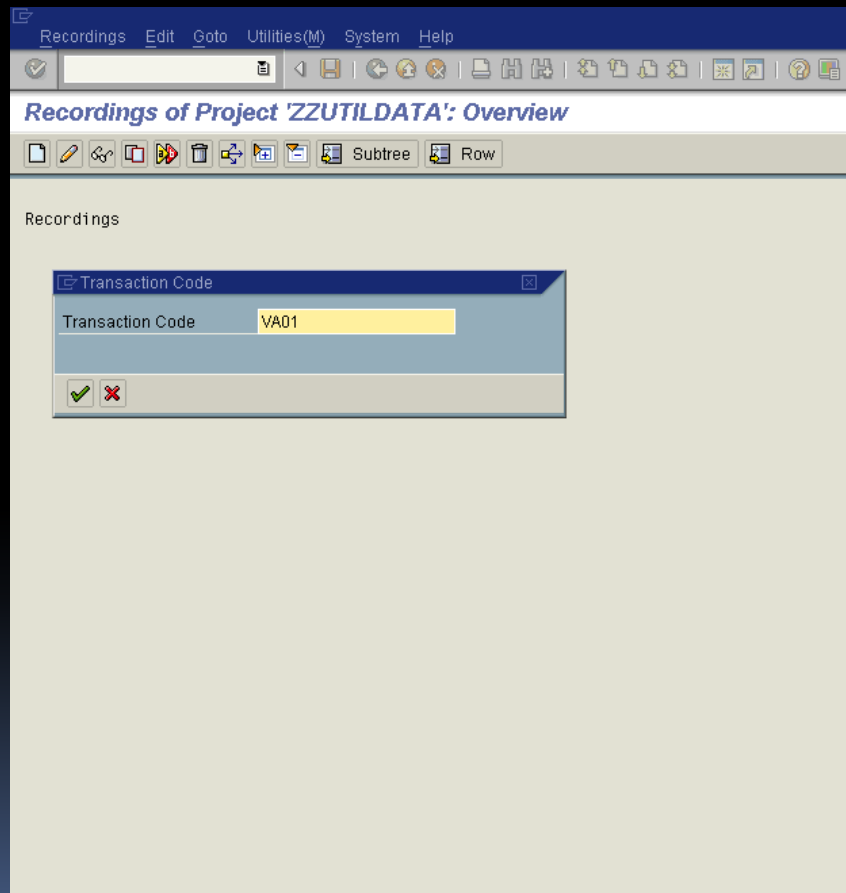 Recordings Edit Goto Utilities(M) System Help
Recordings of Project 'ZZUTILDATA': Overview
Subtree Row
Recordings
Transaction Code
Transaction Code VA01